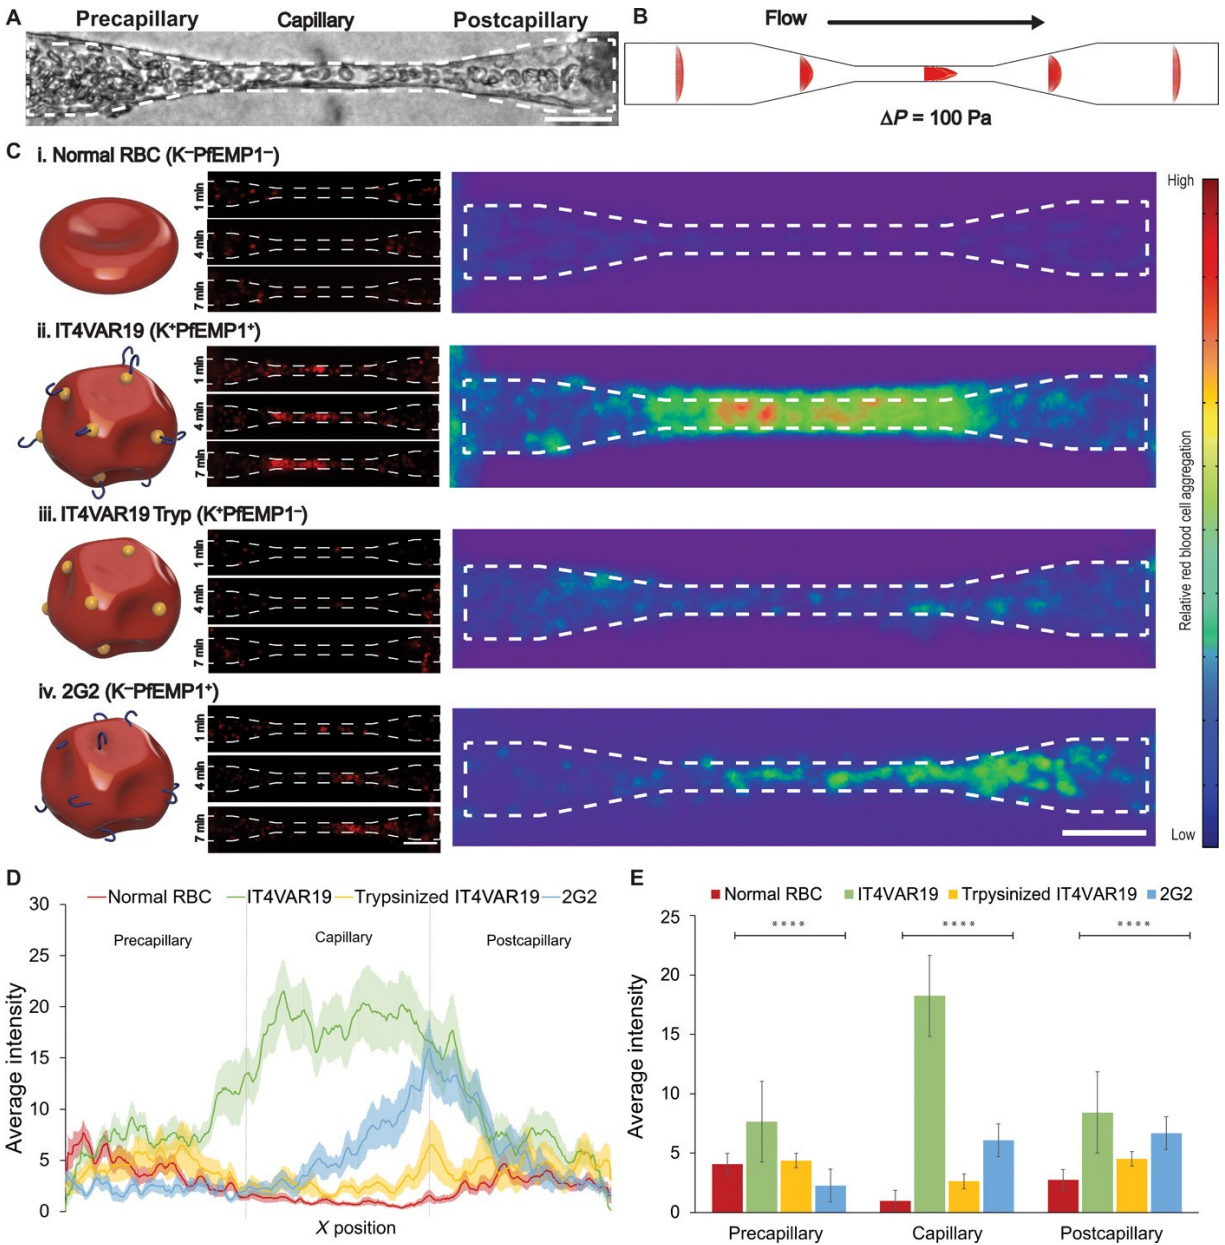 A
Precapillary
Capillary
Postcapillary
B
Flow
ΔP = 100 Pa
C
i. Normal RBC (K⁻PfEMP1⁻)
1 min
4 min
7 min
High
ii. IT4VAR19 (K⁺PfEMP1⁺)
1 min
4 min
7 min
Relative red blood cell aggregation
iii. IT4VAR19 Tryp (K⁺PfEMP1⁻)
1 min
4 min
7 min
iv. 2G2 (K⁻PfEMP1⁺)
1 min
4 min
7 min
Low
D
Normal RBC
IT4VAR19
Trypsinized IT4VAR19
2G2
Precapillary
Capillary
Postcapillary
30
25
20
15
10
5
0
Average intensity
X position
E
Normal RBC
IT4VAR19
Trpysinized IT4VAR19
2G2
****
****
****
25
20
15
10
5
0
Average intensity
Precapillary
Capillary
Postcapillary